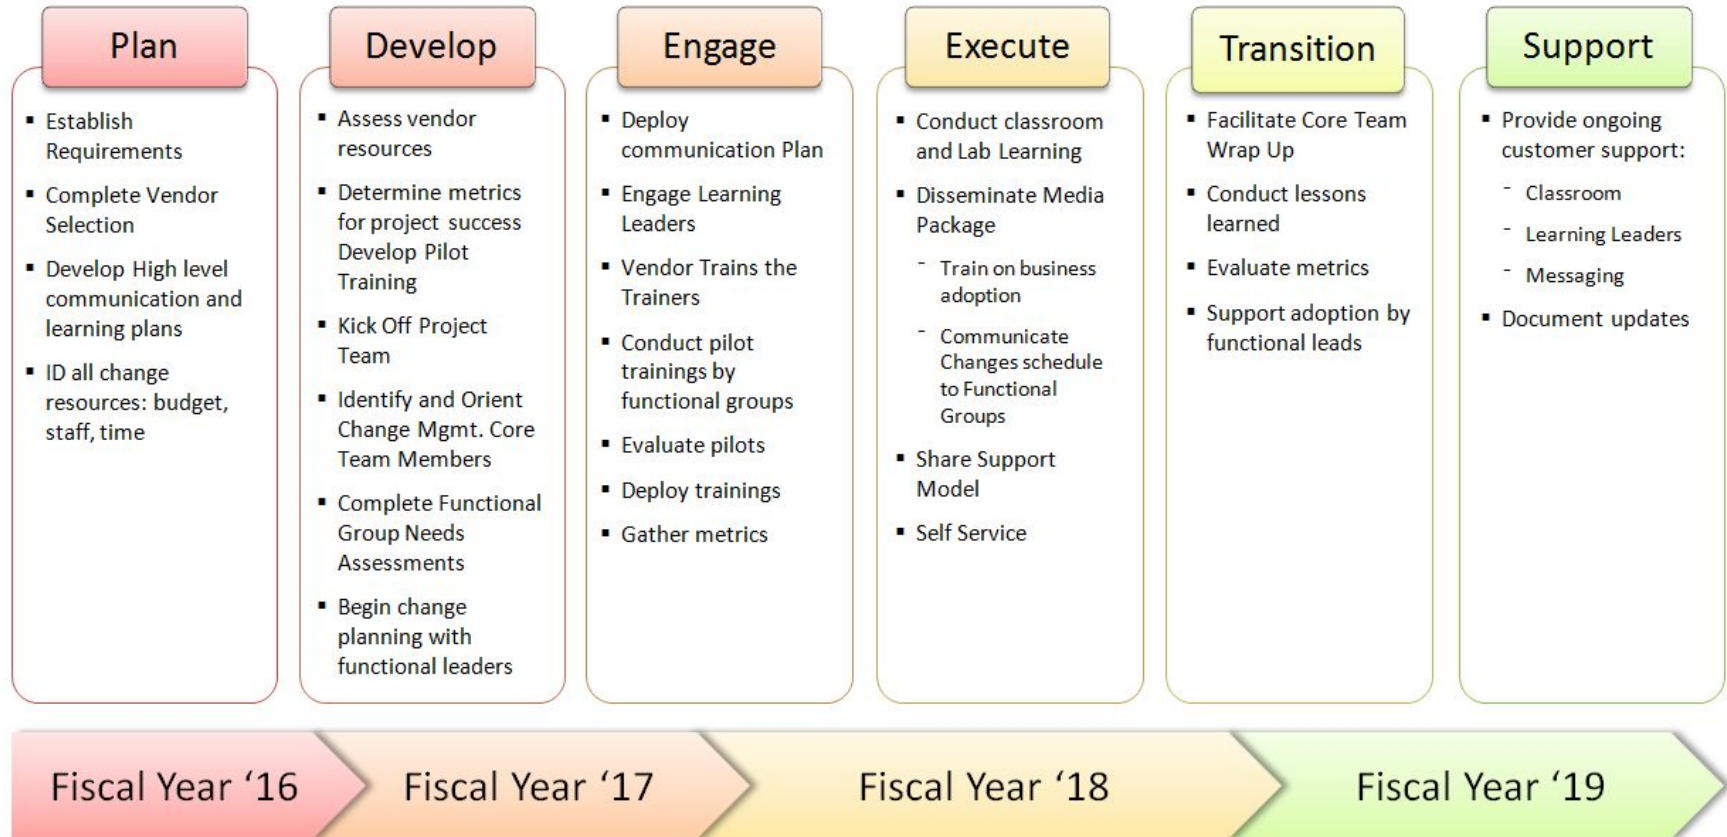 Plan
Establish
Requirements
Complete Vendor
Selection
Develop High level
communication and
learning plans
ID all change
resources: budget,
staff, time
Develop
Assess vendor
resources
Determine metrics
for project success
Develop Pilot
Training
Kick Off Project
Team
Identify and Orient
Change Mgmt. Core
Team Members
Complete Functional
Group Needs
Assessments
Begin change
planning with
functional leaders
Engage
Deploy
communication Plan
Engage Learning
Leaders
Vendor Trains the
Trainers
Conduct pilot
trainings by
functional groups
Evaluate pilots
Deploy trainings
Gather metrics
Execute
Conduct classroom
and Lab Learning
Disseminate Media
Package
Train on business
adoption
Communicate
Changes schedule
to Functional
Groups
Share Support
Model
Self Service
Transition
Facilitate Core Team
Wrap Up
Conduct lessons
learned
Evaluate metrics
Support adoption by
functional leads
Support
Provide ongoing
customer support:
Classroom
Learning Leaders
Messaging
Document updates
Fiscal Year ‘16
Fiscal Year ‘17
Fiscal Year ‘18
Fiscal Year ‘19